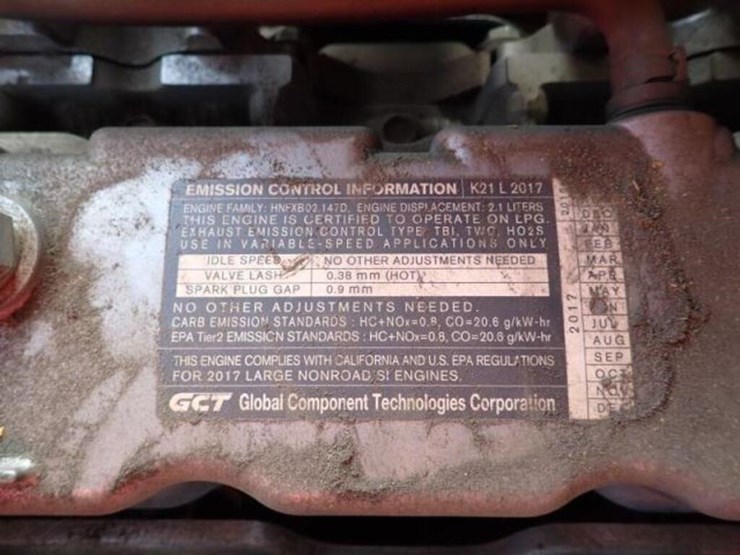 EMISSION CONTROL INFORMATION K21 L 2017
ENGINE FAMILY: HNFXB02.147D, ENGINE DISPLACEMENT: 2.1 LITERS
THIS ENGINE IS CERTIFIED TO OPERATE ON LPG.
EXHAUST EMISSION CONTROL TYPE TBI, TWC, HO2S
USE IN VARIABLE-SPEED APPLICATIONS ONLY
IDLE SPEED NO OTHER ADJUSTMENTS NEEDED
VALVE LASH 0.38 mm (HOT)
SPARK PLUG GAP 0.9 mm
NO OTHER ADJUSTMENTS NEEDED.
CARB EMISSION STANDARDS : HC+NOx=0.8, CO=20.6 g/kW-hr
EPA Tier2 EMISSION STANDARDS : HC+NOx=0.8, CO=20.6 g/kW-hr
THIS ENGINE COMPLIES WITH CALIFORNIA AND U.S. EPA REGULATIONS
FOR 2017 LARGE NONROAD SI ENGINES.
GCT Global Component Technologies Corporation
DEC
JAN
FEB
MAR
APR
MAY
JUN
JUL
AUG
SEP
OCT
NOV
DEC
2017